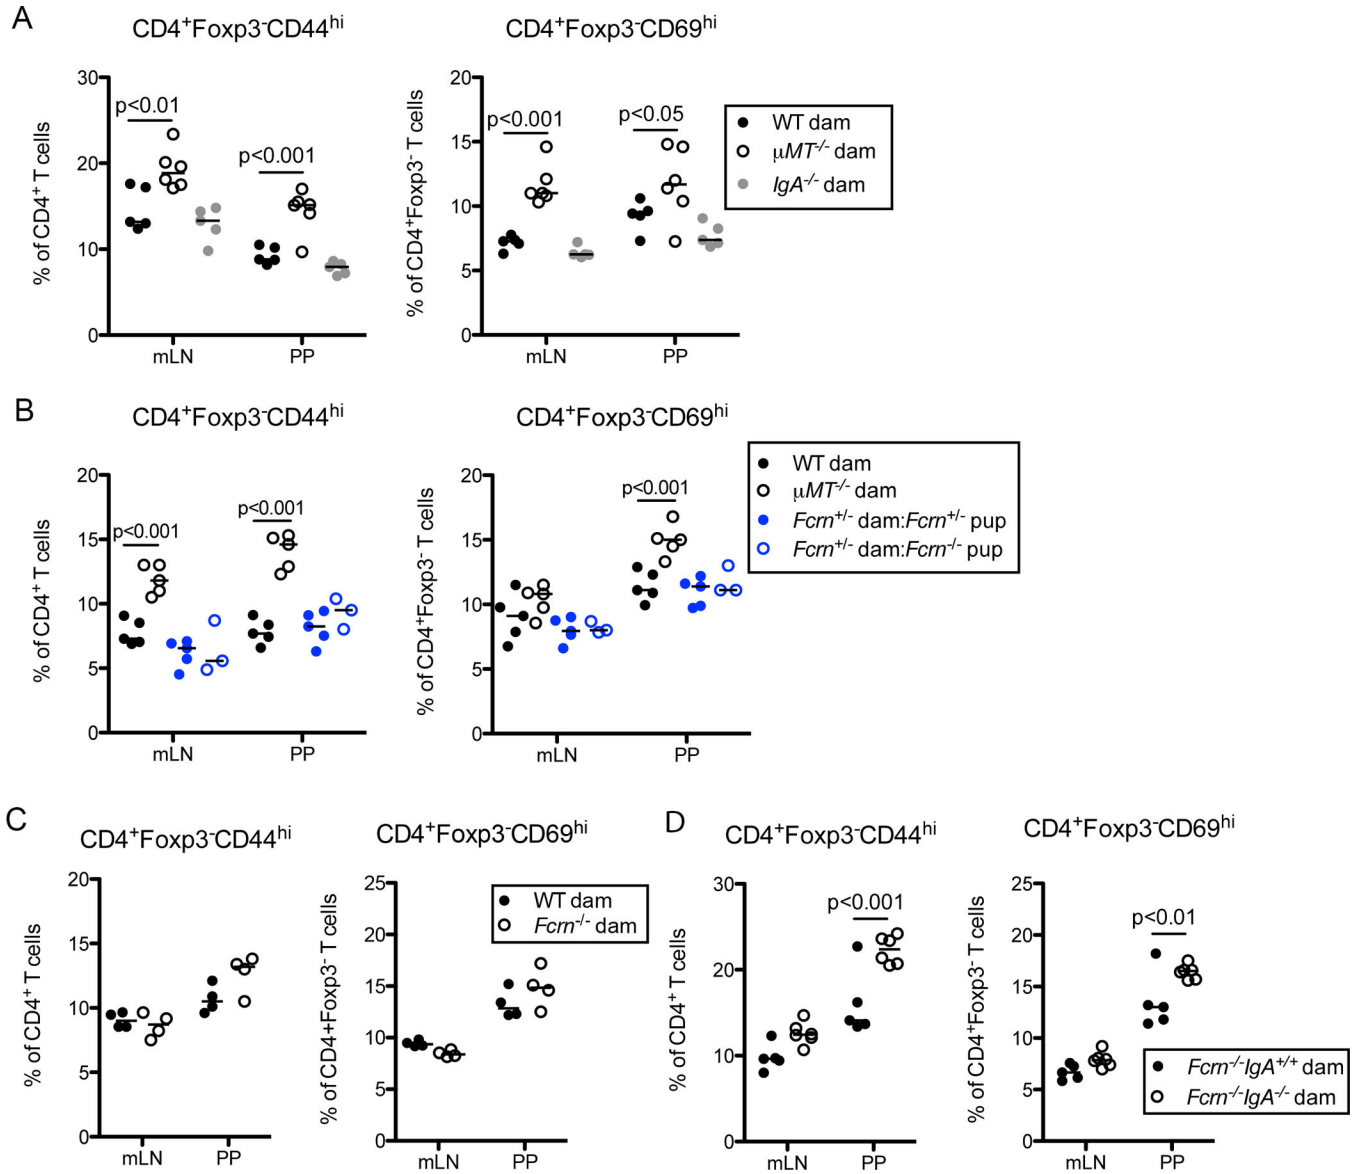 A
CD4⁺Foxp3⁻CD44ʰⁱ
CD4⁺Foxp3⁻CD69ʰⁱ
% of CD4⁺ T cells
30
20
10
0
p<0.01
p<0.001
mLN
PP
% of CD4⁺Foxp3⁻ T cells
20
15
10
5
0
p<0.001
p<0.05
mLN
PP
WT dam
μMT⁻/⁻ dam
IgA⁻/⁻ dam
B
CD4⁺Foxp3⁻CD44ʰⁱ
CD4⁺Foxp3⁻CD69ʰⁱ
% of CD4⁺ T cells
20
15
10
5
0
p<0.001
p<0.001
mLN
PP
% of CD4⁺Foxp3⁻ T cells
20
15
10
5
0
p<0.001
mLN
PP
WT dam
μMT⁻/⁻ dam
Fcrn⁺/⁻ dam:Fcrn⁺/⁻ pup
Fcrn⁺/⁻ dam:Fcrn⁻/⁻ pup
C
CD4⁺Foxp3⁻CD44ʰⁱ
CD4⁺Foxp3⁻CD69ʰⁱ
% of CD4⁺ T cells
20
15
10
5
0
mLN
PP
% of CD4+Foxp3⁻ T cells
25
20
15
10
5
0
mLN
PP
WT dam
Fcrn⁻/⁻ dam
D
CD4⁺Foxp3⁻CD44ʰⁱ
CD4⁺Foxp3⁻CD69ʰⁱ
% of CD4⁺ T cells
30
20
10
0
p<0.001
mLN
PP
% of CD4⁺Foxp3⁻ T cells
25
20
15
10
5
0
p<0.01
mLN
PP
Fcrn⁻/⁻IgA⁺/⁺ dam
Fcrn⁻/⁻IgA⁻/⁻ dam